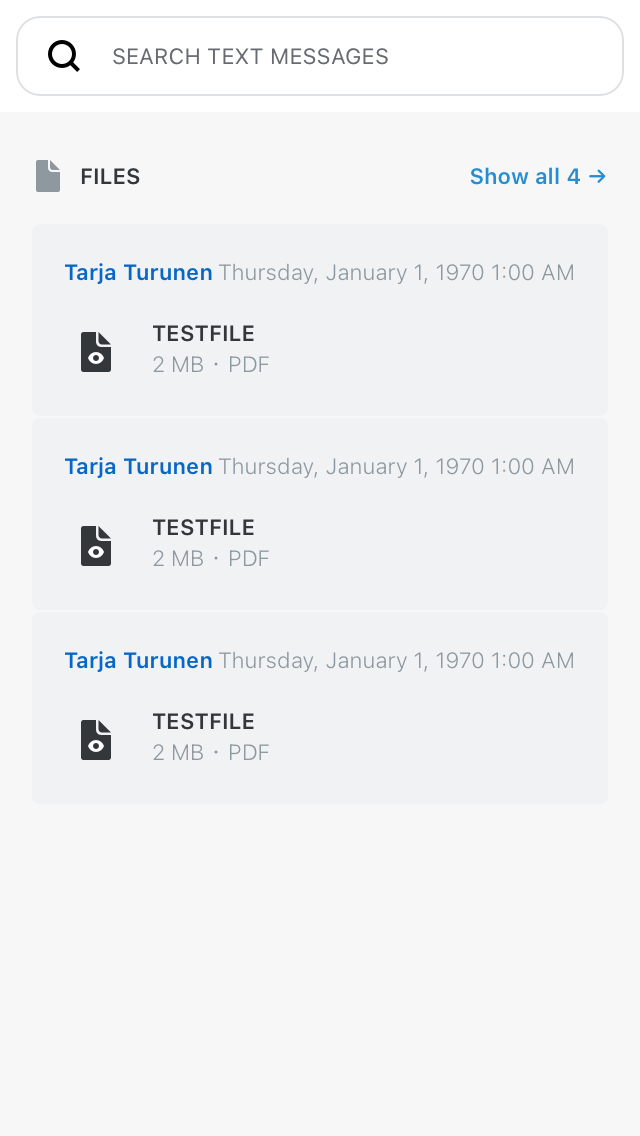 SEARCH TEXT MESSAGES
FILES Show all 4 →
Tarja Turunen Thursday, January 1, 1970 1:00 AM
TESTFILE
2 MB · PDF
Tarja Turunen Thursday, January 1, 1970 1:00 AM
TESTFILE
2 MB · PDF
Tarja Turunen Thursday, January 1, 1970 1:00 AM
TESTFILE
2 MB · PDF